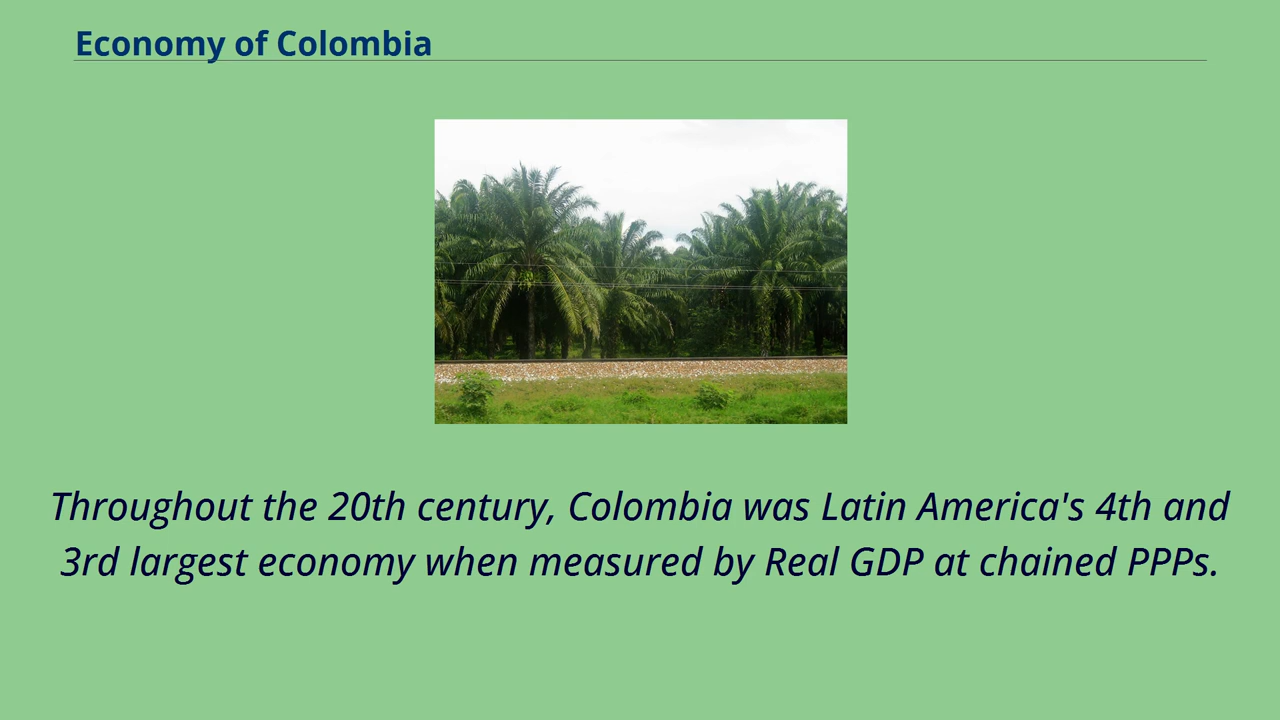 Economy of Colombia
Throughout the 20th century, Colombia was Latin America's 4th and
3rd largest economy when measured by Real GDP at chained PPPs.